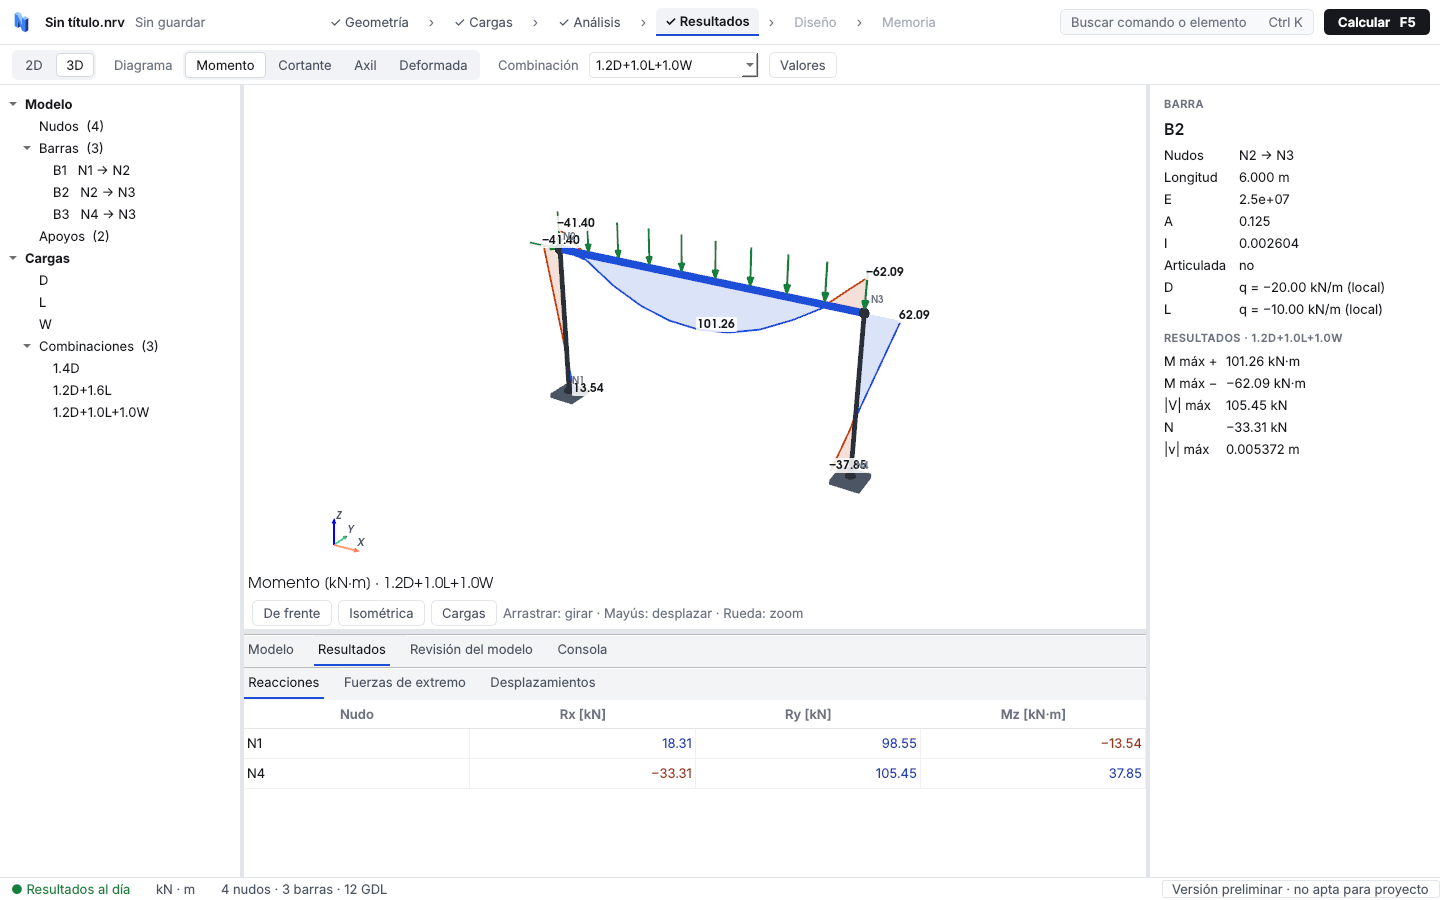 Sin título.nrv Sin guardar ✓ Geometría › ✓ Cargas › ✓ Análisis › ✓ Resultados › Diseño › Memoria Buscar comando o elemento Ctrl K Calcular F5
2D 3D Diagrama Momento Cortante Axil Deformada Combinación 1.2D+1.0L+1.0W Valores
Modelo
Nudos (4)
Barras (3)
B1 N1 → N2
B2 N2 → N3
B3 N4 → N3
Apoyos (2)
Cargas
D
L
W
Combinaciones (3)
1.4D
1.2D+1.6L
1.2D+1.0L+1.0W
−41.40
−41.40
−62.09
N3
62.09
101.26
N1
13.54
−37.85
Z
Y
X
Momento (kN·m) · 1.2D+1.0L+1.0W
De frente Isométrica Cargas Arrastrar: girar · Mayús: desplazar · Rueda: zoom
Modelo Resultados Revisión del modelo Consola
Reacciones Fuerzas de extremo Desplazamientos
Nudo Rx [kN] Ry [kN] Mz [kN·m]
N1 18.31 98.55 −13.54
N4 −33.31 105.45 37.85
BARRA
B2
Nudos N2 → N3
Longitud 6.000 m
E 2.5e+07
A 0.125
I 0.002604
Articulada no
D q = −20.00 kN/m (local)
L q = −10.00 kN/m (local)
RESULTADOS · 1.2D+1.0L+1.0W
M máx + 101.26 kN·m
M máx − −62.09 kN·m
|V| máx 105.45 kN
N −33.31 kN
|v| máx 0.005372 m
Resultados al día kN · m 4 nudos · 3 barras · 12 GDL Versión preliminar · no apta para proyecto